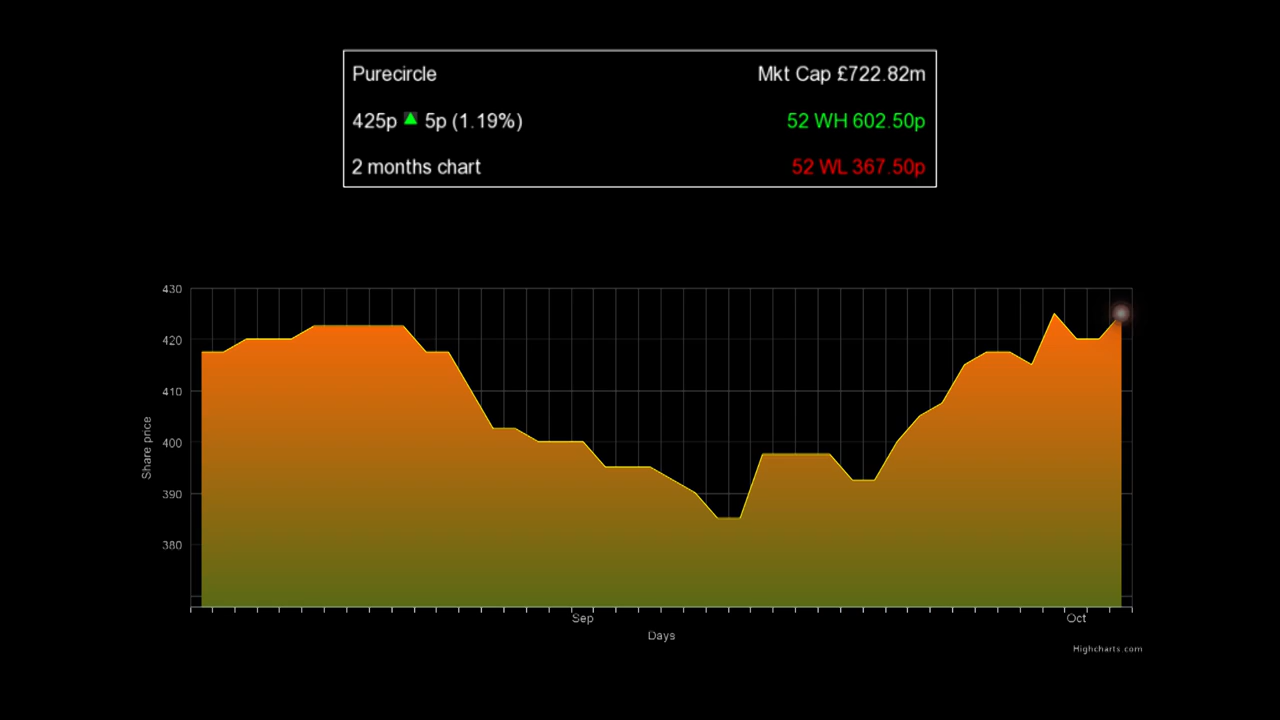 Purecircle
Mkt Cap £722.82m
425p 5p (1.19%)
52 WH 602.50p
2 months chart
52 WL 367.50p
430
420
410
400
390
380
Share price
Sep
Oct
Days
Highcharts.com